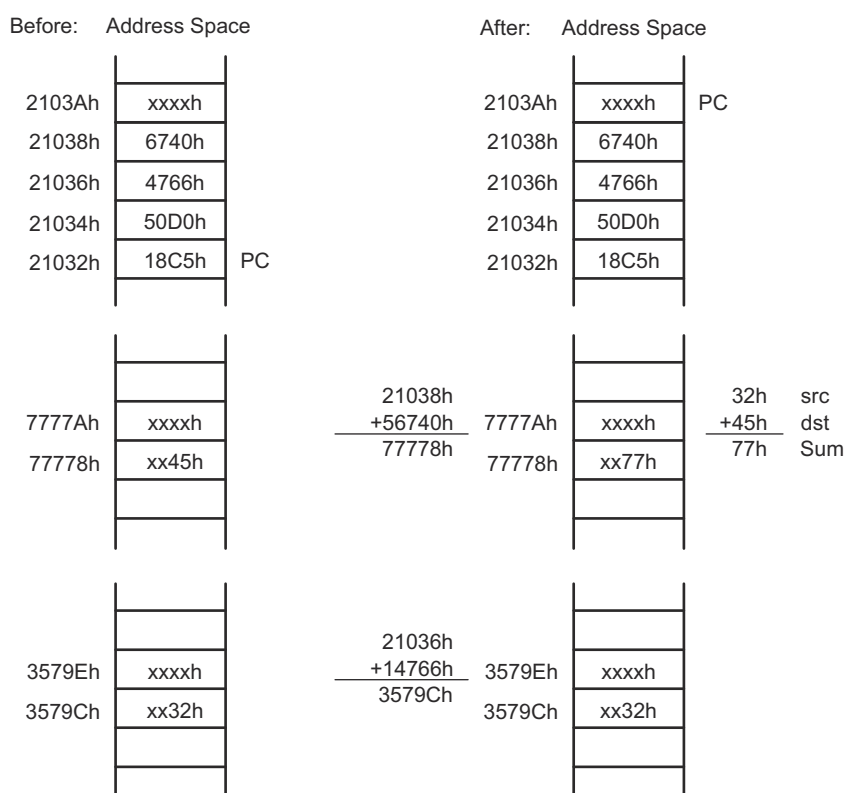 Before: Address Space After: Address Space
2103Ah xxxxh 2103Ah xxxxh PC
21038h 6740h 21038h 6740h
21036h 4766h 21036h 4766h
21034h 50D0h 21034h 50D0h
21032h 18C5h PC 21032h 18C5h
21038h 32h src
7777Ah xxxxh +56740h 7777Ah xxxxh +45h dst
77778h 77h Sum
77778h xx45h 77778h xx77h
21036h
3579Eh xxxxh +14766h 3579Eh xxxxh
3579Ch
3579Ch xx32h 3579Ch xx32h